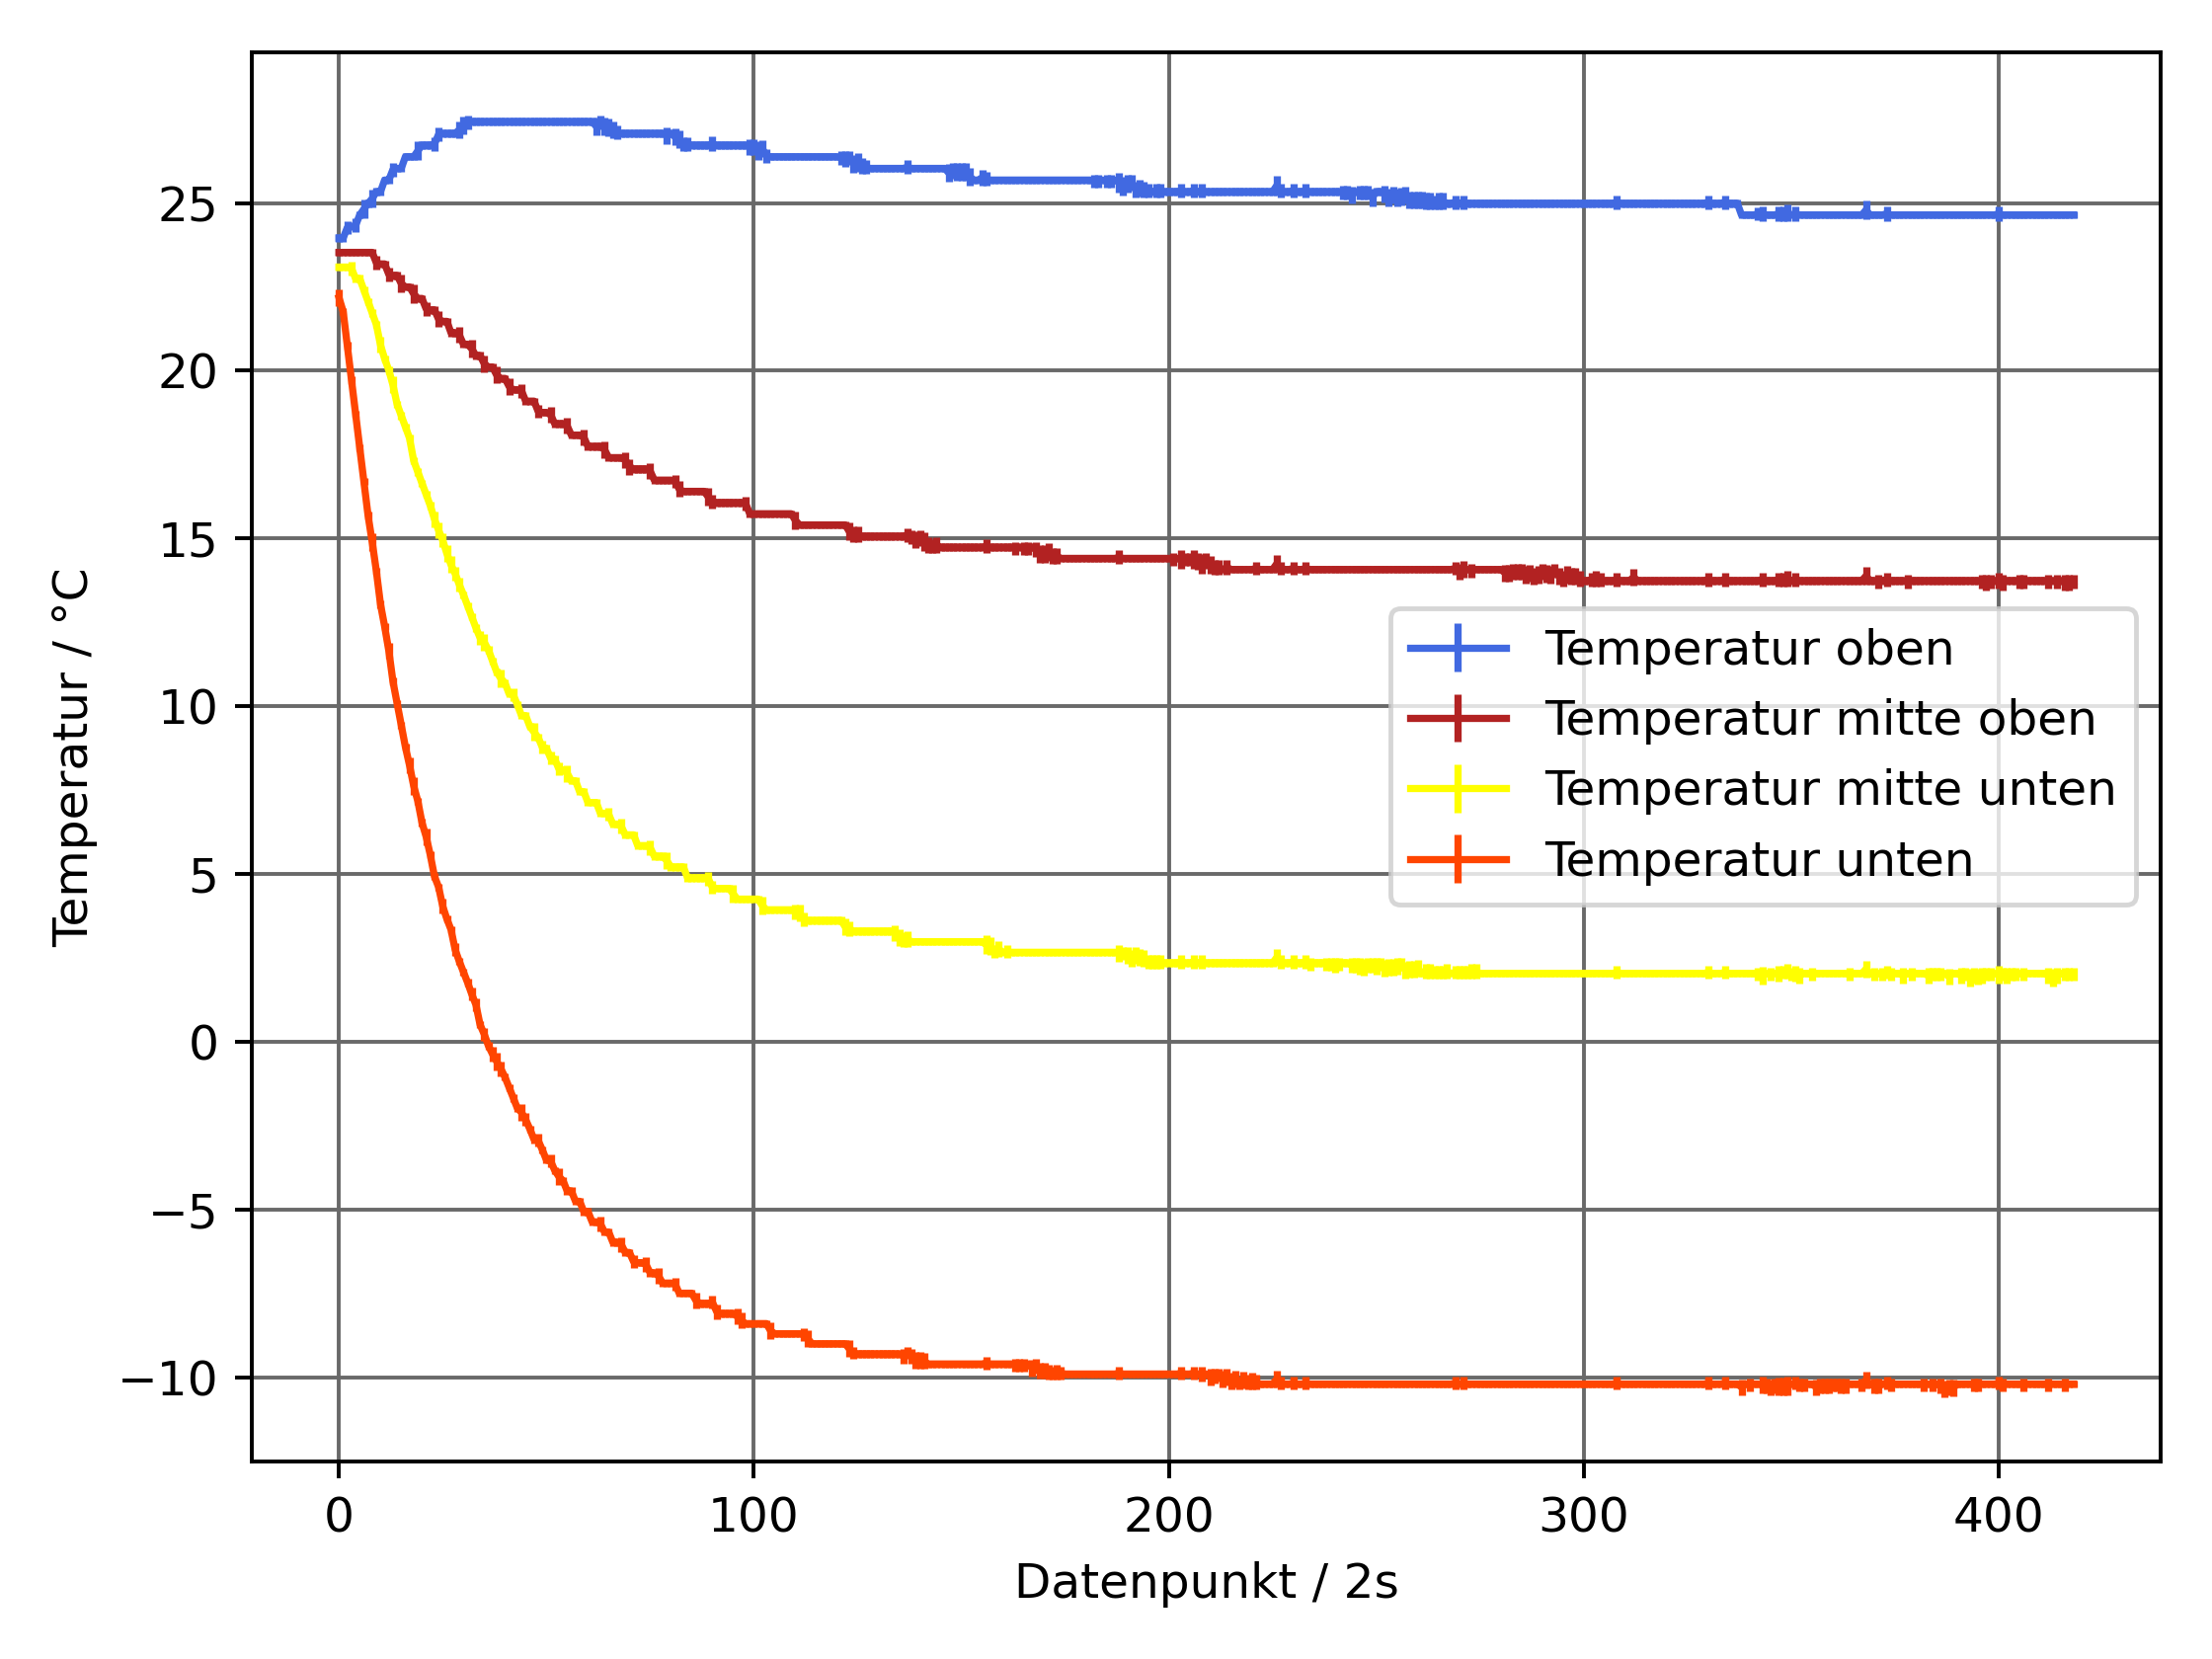 Temperatur / °C
25
20
15
10
5
0
−5
−10
Temperatur oben
Temperatur mitte oben
Temperatur mitte unten
Temperatur unten
0 100 200 300 400
Datenpunkt / 2s